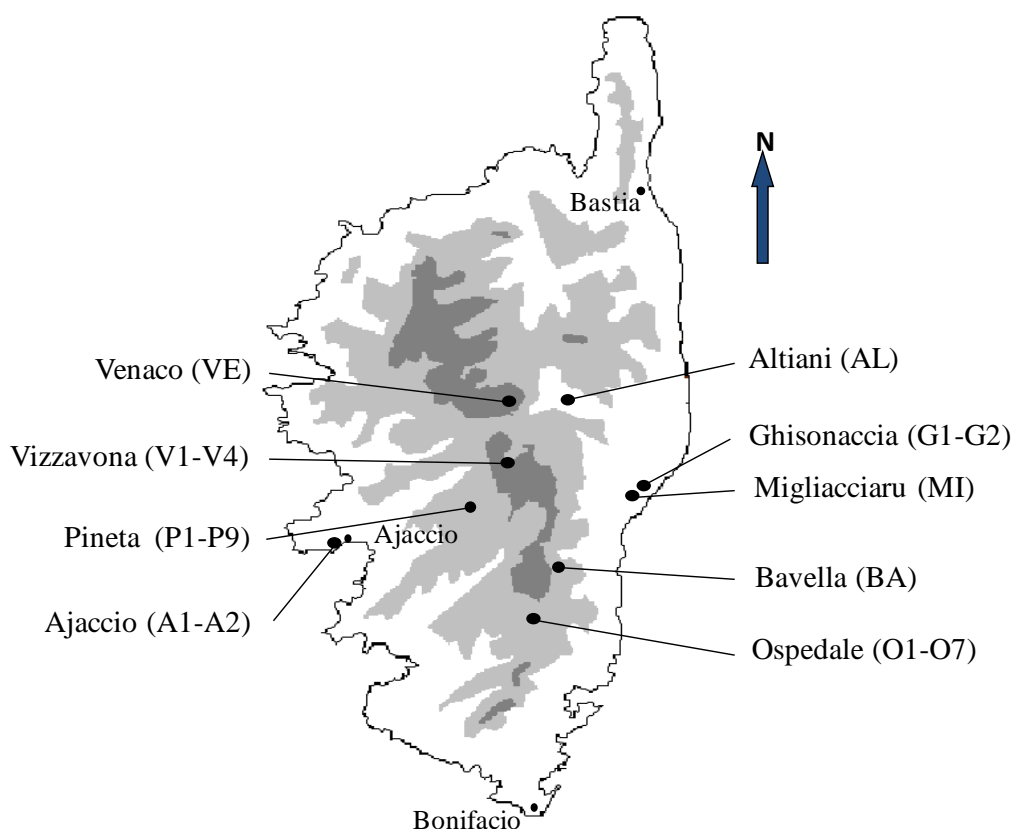 N
Bastia
Venaco (VE)
Altiani (AL)
Vizzavona (V1-V4)
Ghisonaccia (G1-G2)
Migliacciaru (MI)
Pineta (P1-P9)
Ajaccio
Bavella (BA)
Ajaccio (A1-A2)
Ospedale (O1-O7)
Bonifacio